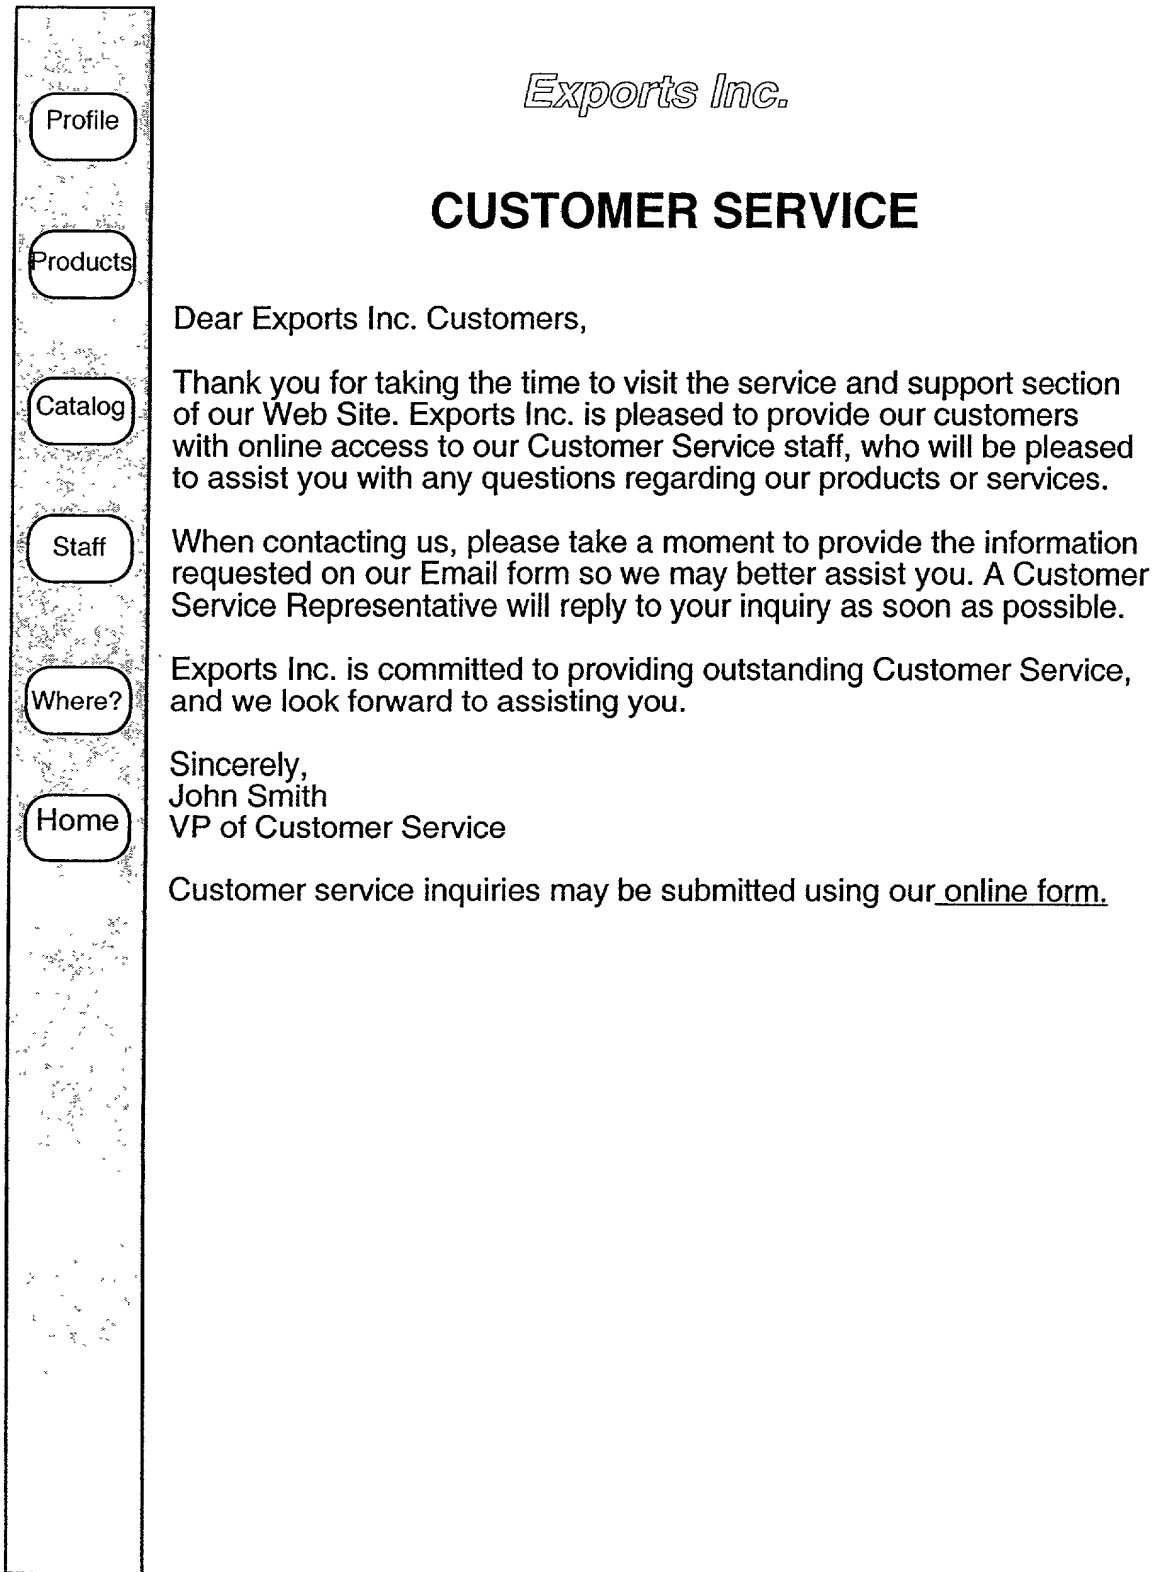 Profile
Products
Catalog
Staff
Where?
Home
Exports Inc.
CUSTOMER SERVICE
Dear Exports Inc. Customers,
Thank you for taking the time to visit the service and support section
of our Web Site. Exports Inc. is pleased to provide our customers
with online access to our Customer Service staff, who will be pleased
to assist you with any questions regarding our products or services.
When contacting us, please take a moment to provide the information
requested on our Email form so we may better assist you. A Customer
Service Representative will reply to your inquiry as soon as possible.
Exports Inc. is committed to providing outstanding Customer Service,
and we look forward to assisting you.
Sincerely,
John Smith
VP of Customer Service
Customer service inquiries may be submitted using our online form.